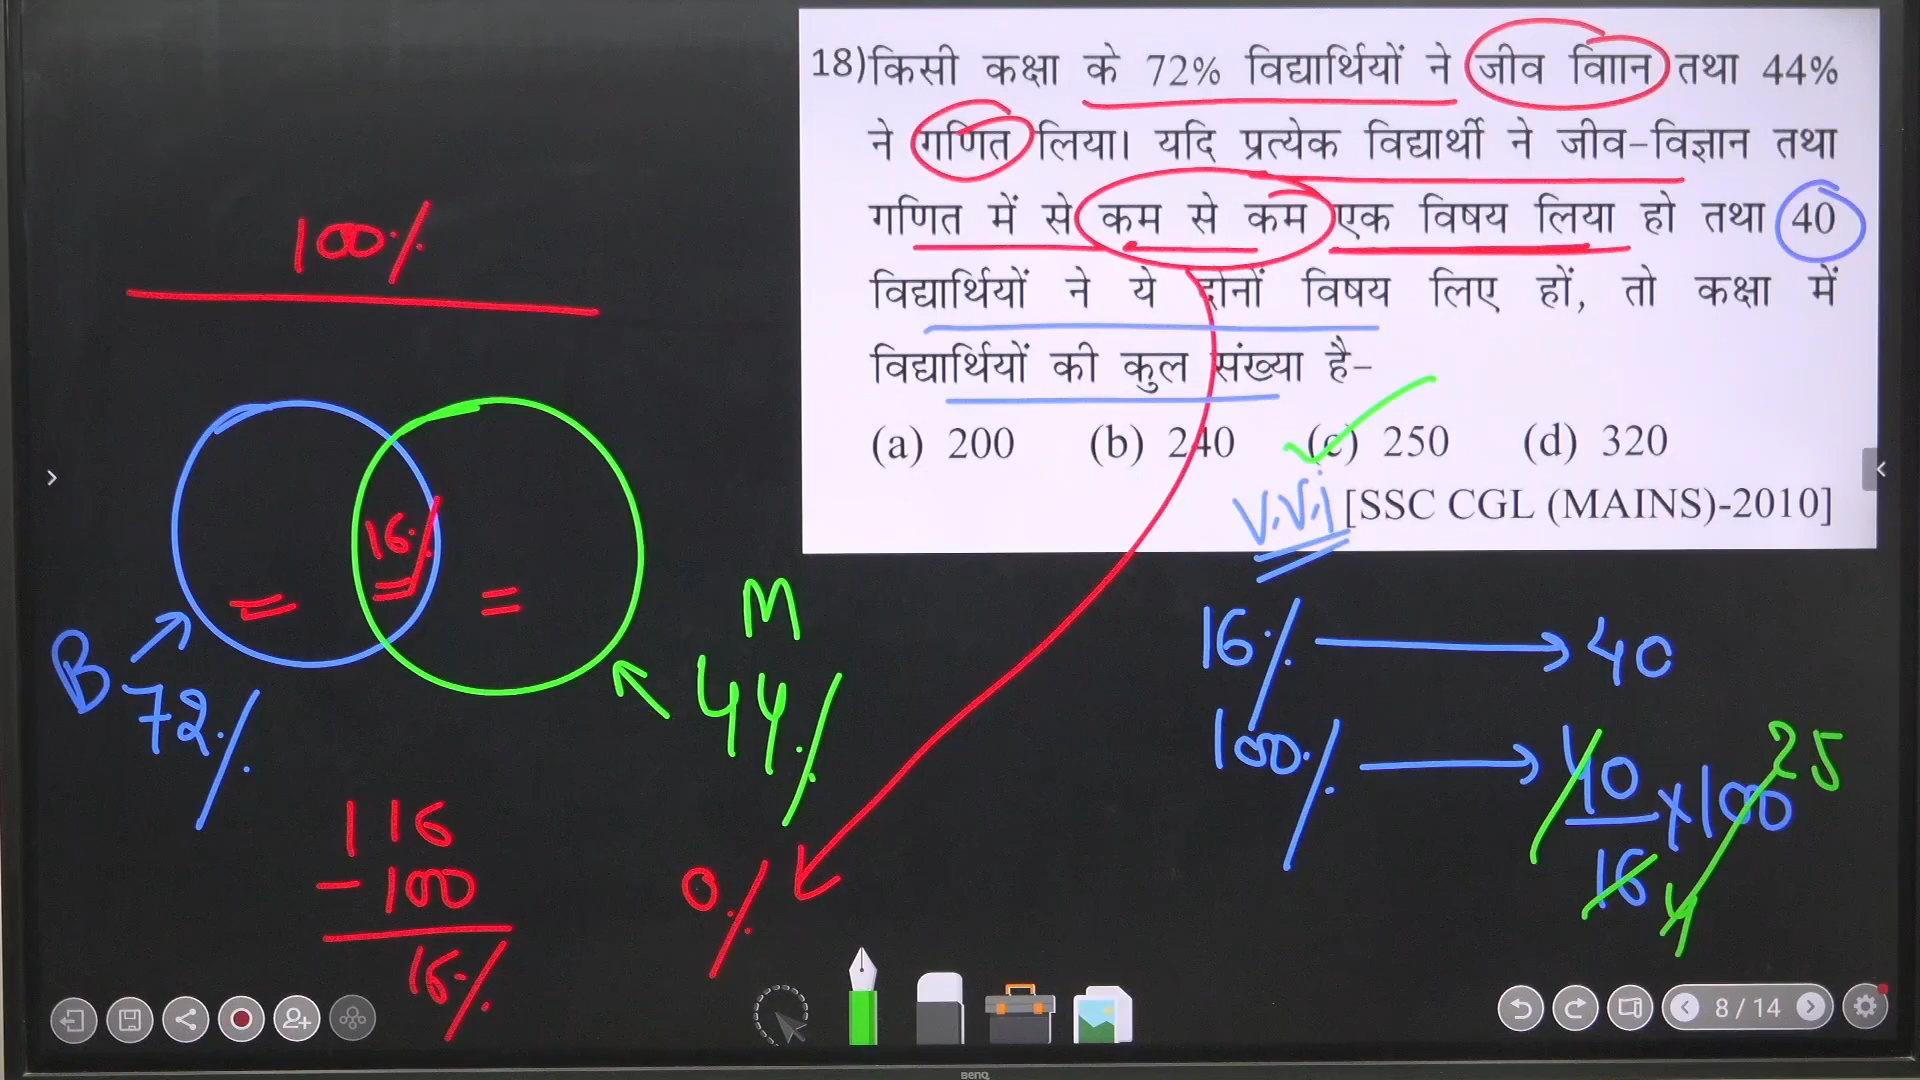 18) किसी कक्षा के 72% विद्यार्थियों ने जीव विाान तथा 44%
ने गणित लिया। यदि प्रत्येक विद्यार्थी ने जीव-विज्ञान तथा
गणित में से कम से कम एक विषय लिया हो तथा 40
विद्यार्थियों ने ये दोनों विषय लिए हों, तो कक्षा में
विद्यार्थियों की कुल संख्या है-
(a) 200 (b) 240 (c) 250 (d) 320
V.V.i [SSC CGL (MAINS)-2010]
100%
16%
B
72%
M
44%
116
- 100
16%
0%
16% → 40
100% → 40/16 × 100
25
4
8 / 14
BenQ